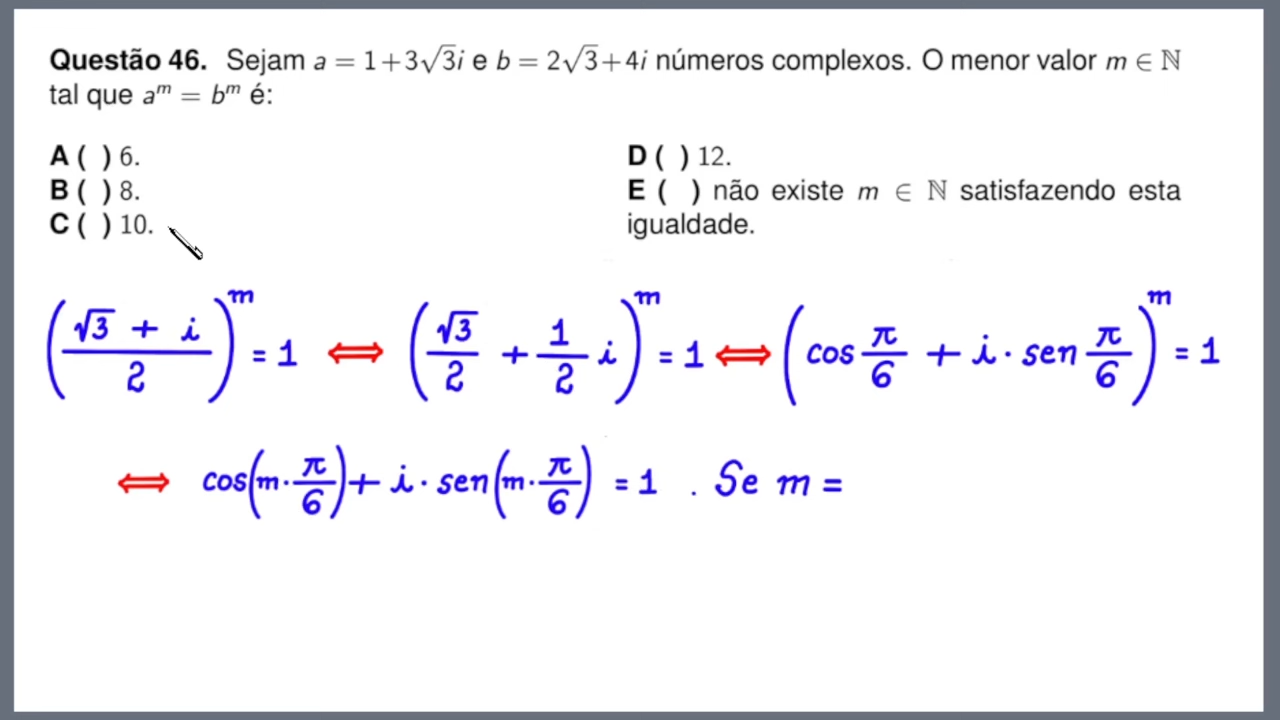 Questão 46. Sejam a = 1+3√3i e b = 2√3+4i números complexos. O menor valor m ∈ ℕ
tal que aᵐ = bᵐ é:
A ( ) 6.
B ( ) 8.
C ( ) 10.
D ( ) 12.
E ( ) não existe m ∈ ℕ satisfazendo esta
igualdade.
((√3 + i)/2)^m = 1 ⟺ (√3/2 + 1/2 i)^m = 1 ⟺ (cos π/6 + i · sen π/6)^m = 1
⟺ cos(m · π/6) + i · sen(m · π/6) = 1 . Se m =